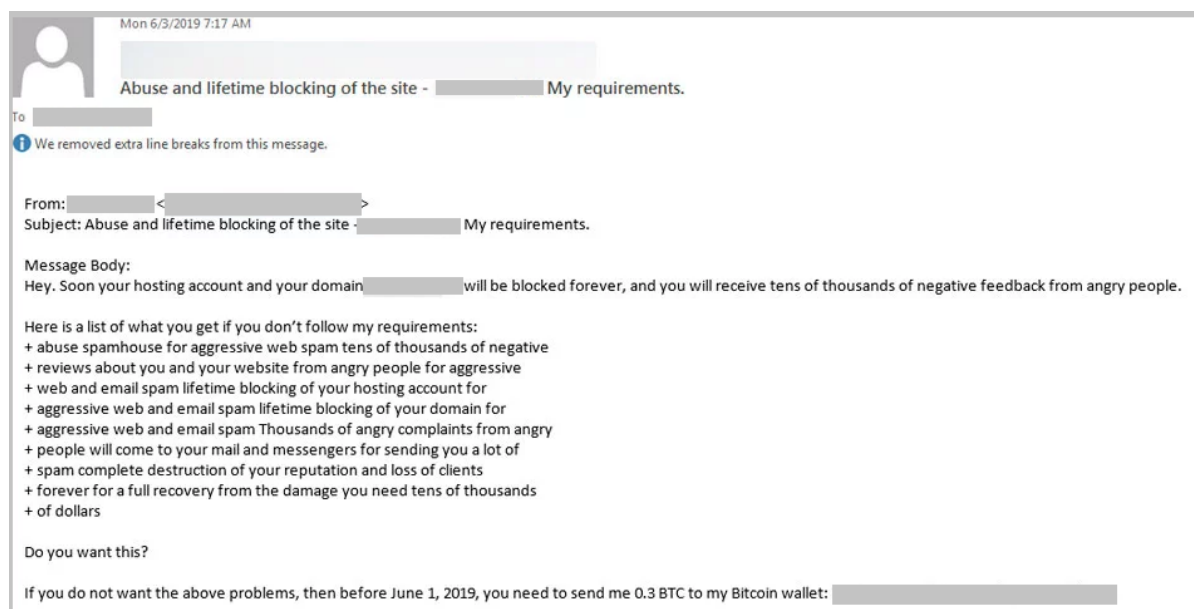 Mon 6/3/2019 7:17 AM
Abuse and lifetime blocking of the site - My requirements.
To
We removed extra line breaks from this message.
From: < >
Subject: Abuse and lifetime blocking of the site - My requirements.
Message Body:
Hey. Soon your hosting account and your domain will be blocked forever, and you will receive tens of thousands of negative feedback from angry people.
Here is a list of what you get if you don’t follow my requirements:
+ abuse spamhouse for aggressive web spam tens of thousands of negative
+ reviews about you and your website from angry people for aggressive
+ web and email spam lifetime blocking of your hosting account for
+ aggressive web and email spam lifetime blocking of your domain for
+ aggressive web and email spam Thousands of angry complaints from angry
+ people will come to your mail and messengers for sending you a lot of
+ spam complete destruction of your reputation and loss of clients
+ forever for a full recovery from the damage you need tens of thousands
+ of dollars
Do you want this?
If you do not want the above problems, then before June 1, 2019, you need to send me 0.3 BTC to my Bitcoin wallet: